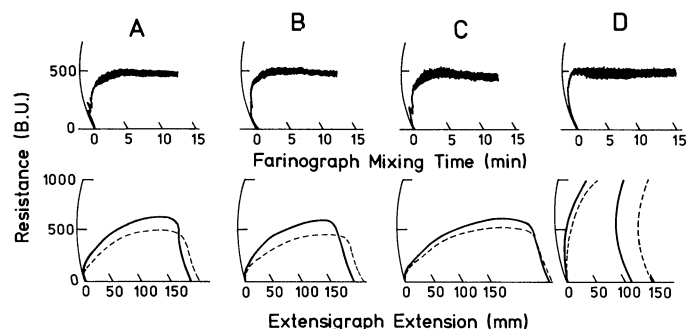 A B C D
500
0
0 5 10 15 0 5 10 15 0 5 10 15 0 5 10 15
Farinograph Mixing Time (min)
Resistance (B.U.)
1000
500
0
0 50 100 150 0 50 100 150 0 50 100 150 0 50 100 150
Extensigraph Extension (mm)